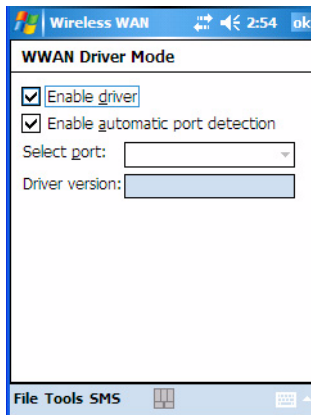 Wireless WAN 2:54 ok
WWAN Driver Mode
Enable driver
Enable automatic port detection
Select port:
Driver version:
File Tools SMS